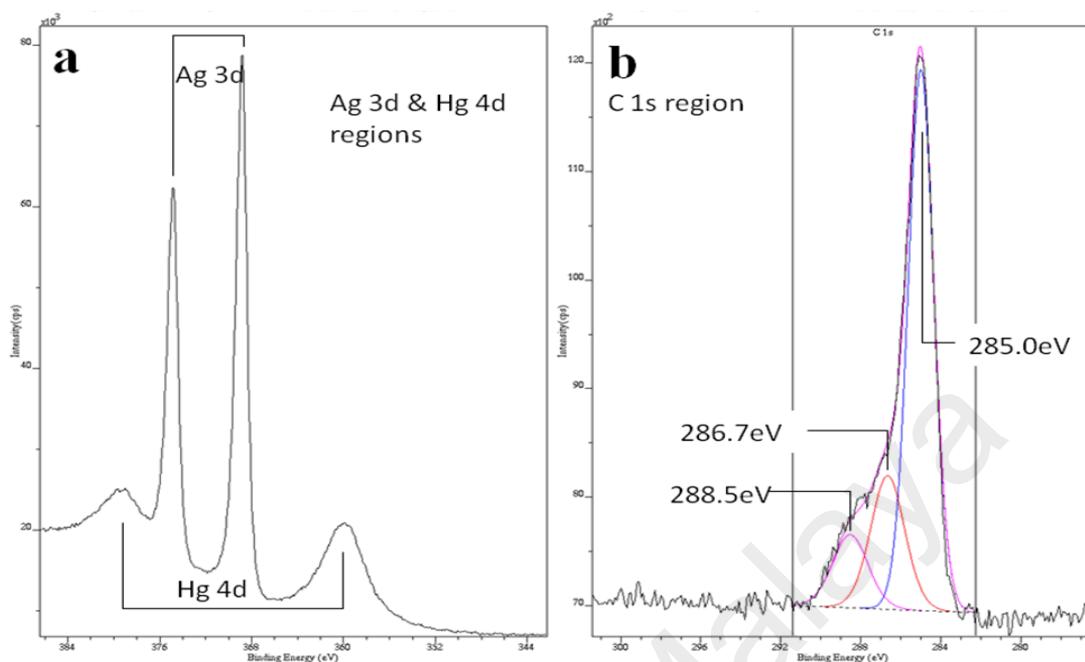 x10³
80
60
40
20
a
Ag 3d
Ag 3d & Hg 4d
regions
Hg 4d
Intensity(cps)
384
376
368
360
352
344
Binding Energy (eV)
x10²
120
110
100
90
80
70
C 1s
b
C 1s region
285.0eV
286.7eV
288.5eV
Intensity(cps)
300
296
292
288
284
280
Binding Energy (eV)
Malaya